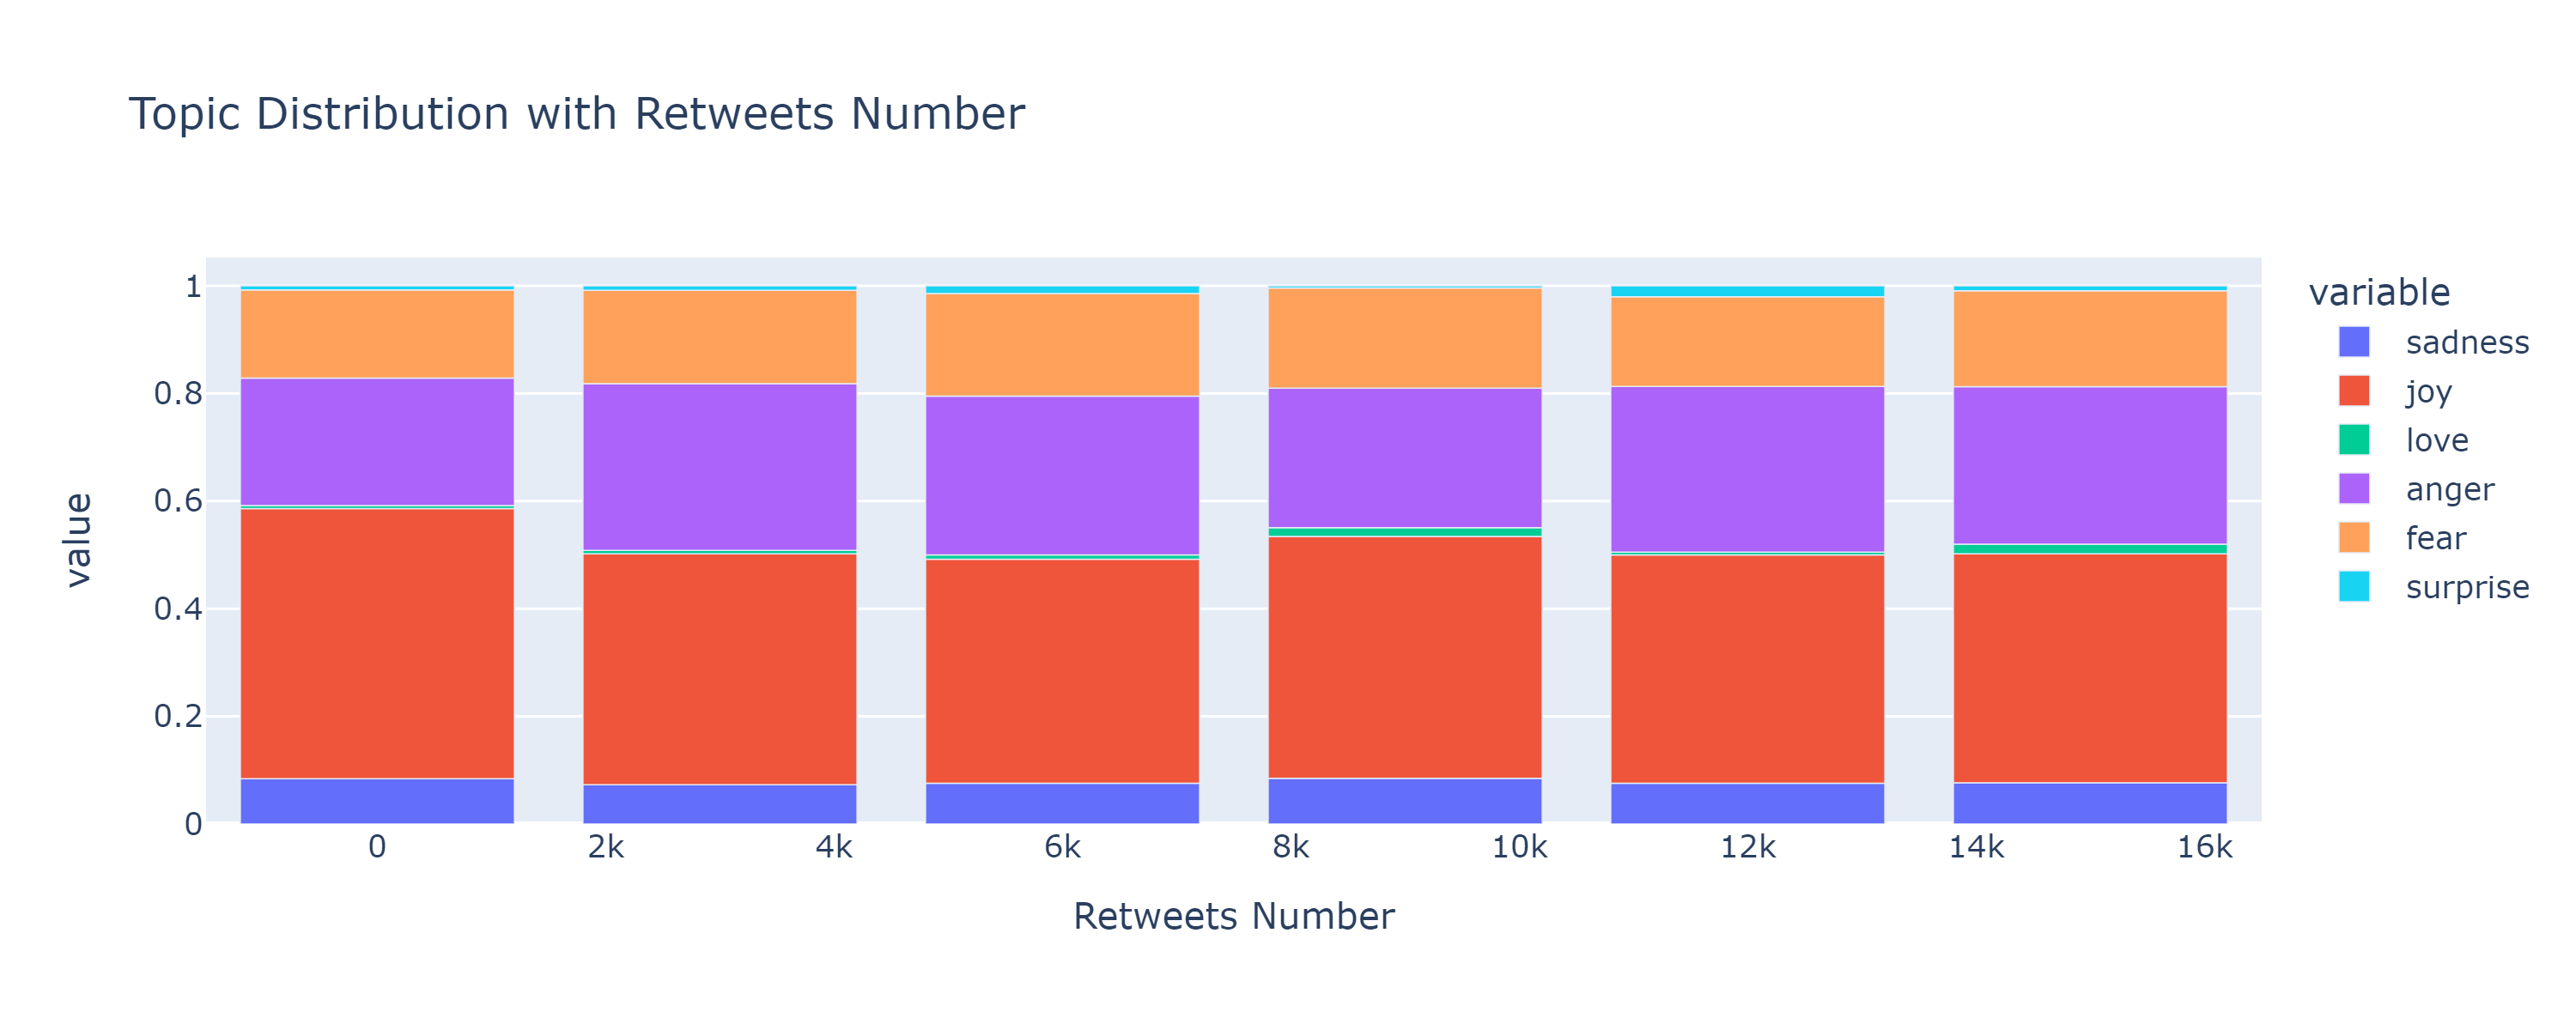 Topic Distribution with Retweets Number
1
0.8
0.6
0.4
0.2
0
value
0 2k 4k 6k 8k 10k 12k 14k 16k
Retweets Number
variable
sadness
joy
love
anger
fear
surprise